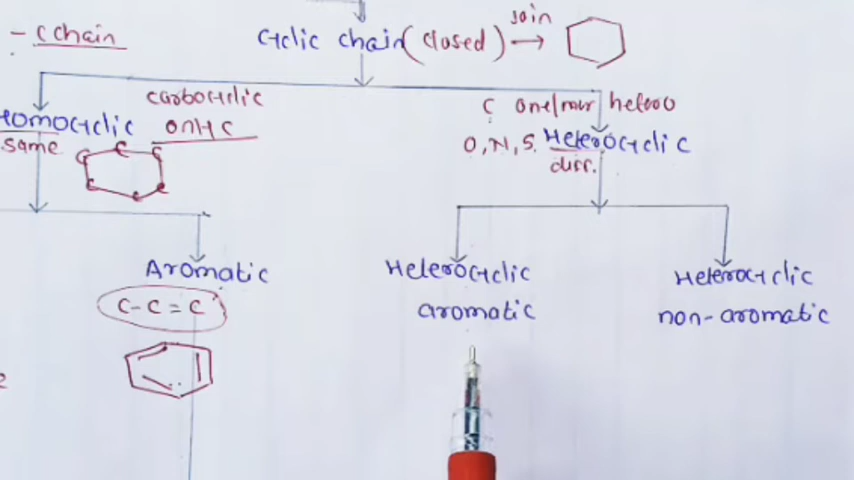 - C chain
cyclic chain (closed) → Join
carbocyclic
only C
Homocyclic
same
C C C C C C
C one/more hetero
O, N, S. Heterocyclic
diff.
Aromatic
C - C = C
Heterocyclic
aromatic
Heterocyclic
non-aromatic